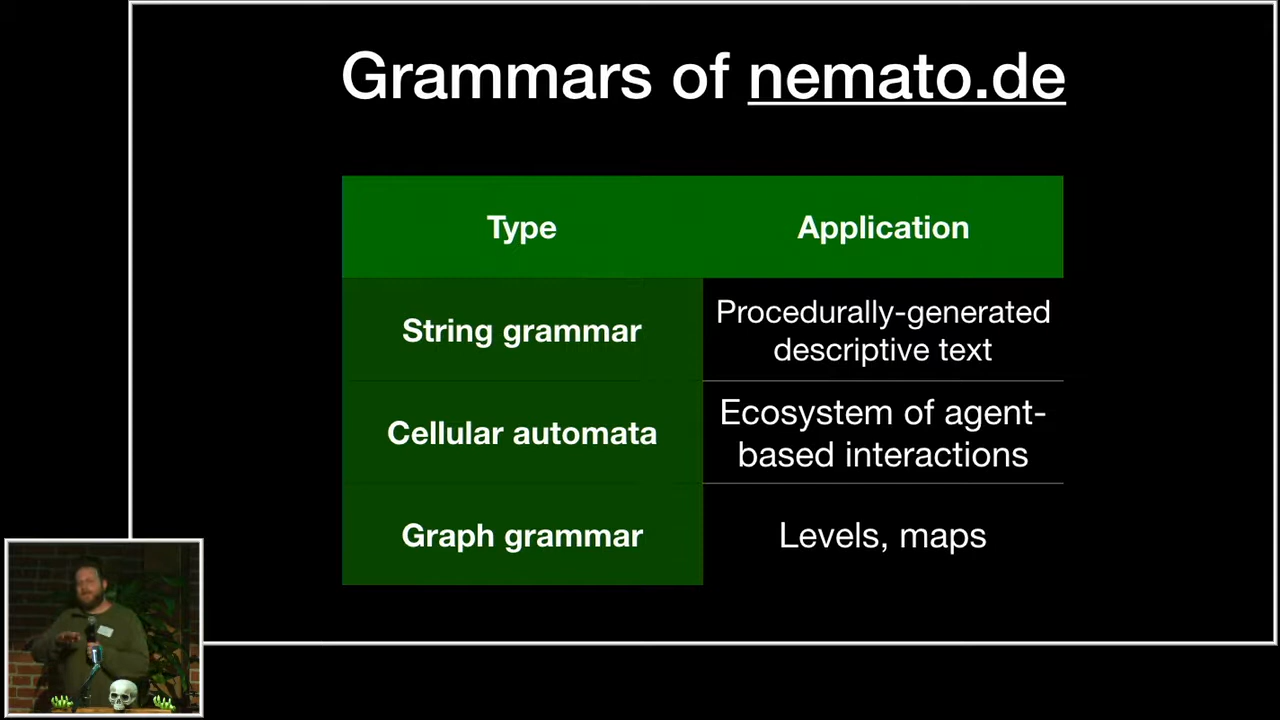 Grammars of nemato.de
Type
Application
String grammar
Procedurally-generated
descriptive text
Cellular automata
Ecosystem of agent-
based interactions
Graph grammar
Levels, maps